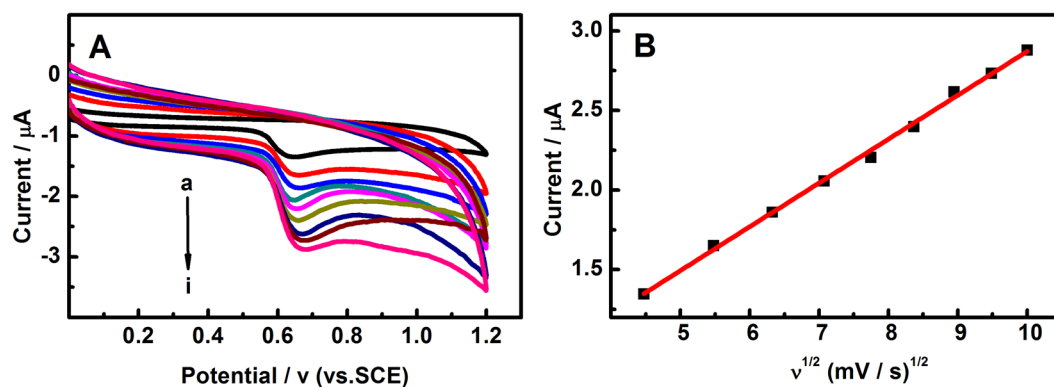 A
0
-1
-2
-3
Current / μA
a
i
0.2 0.4 0.6 0.8 1.0 1.2
Potential / v (vs.SCE)
B
3.0
2.5
2.0
1.5
Current / μA
5 6 7 8 9 10
ν1/2 (mV / s)1/2